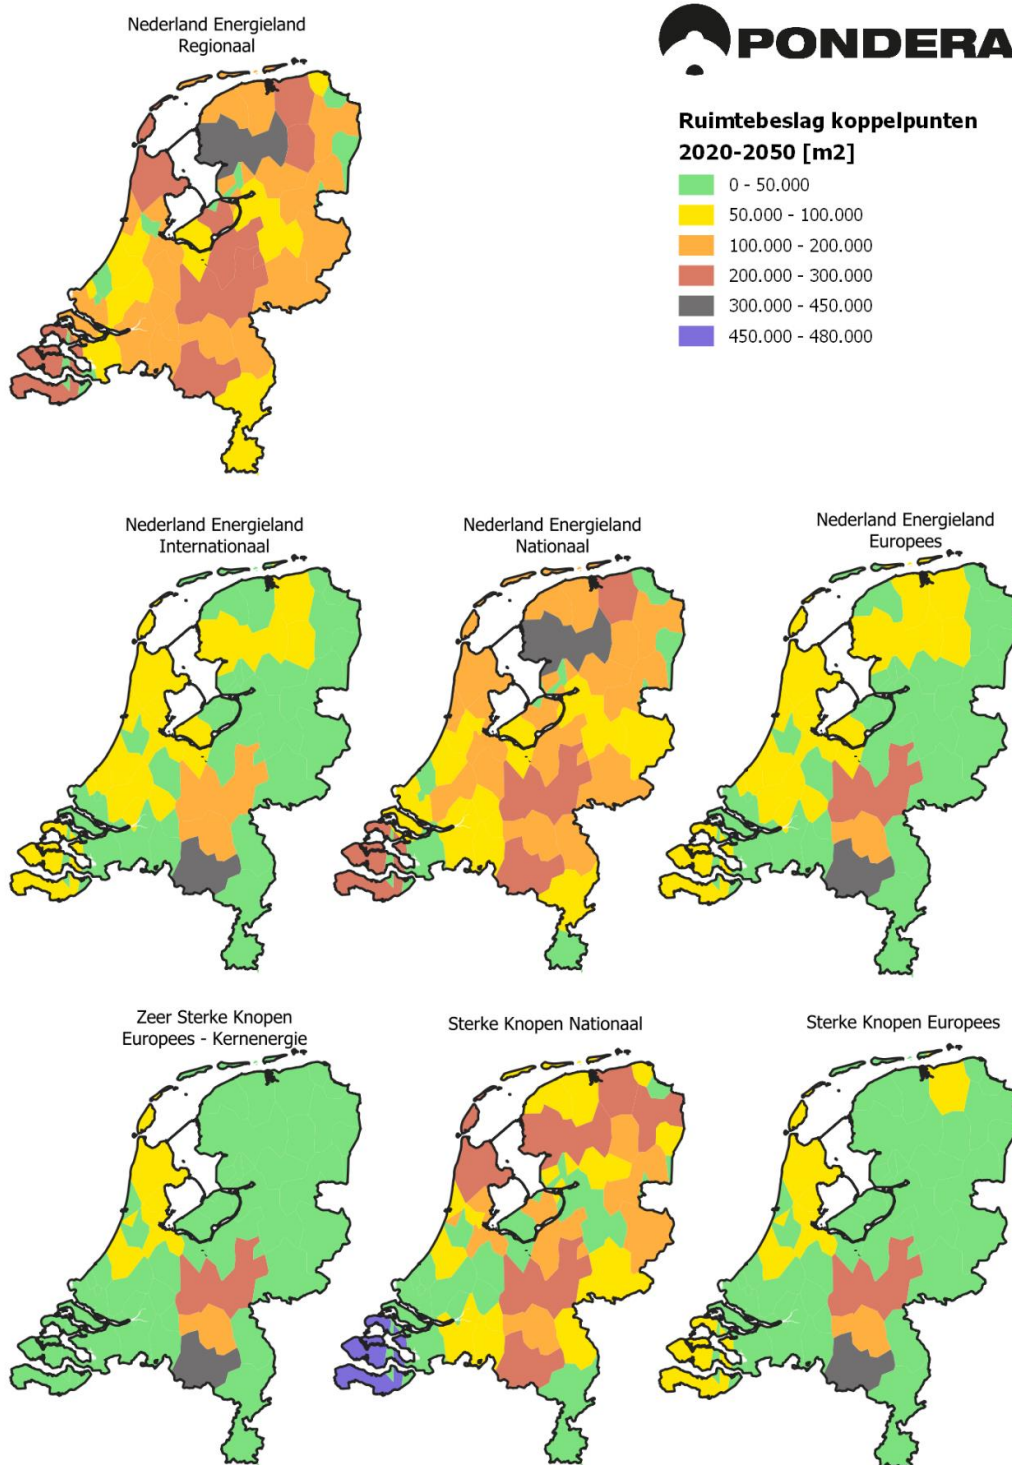 Nederland Energieland
Regionaal
PONDERA
Ruimtebeslag koppelpunten
2020-2050 [m2]
0 - 50.000
50.000 - 100.000
100.000 - 200.000
200.000 - 300.000
300.000 - 450.000
450.000 - 480.000
Nederland Energieland
Internationaal
Nederland Energieland
Nationaal
Nederland Energieland
Europees
Zeer Sterke Knopen
Europees - Kernenergie
Sterke Knopen Nationaal
Sterke Knopen Europees